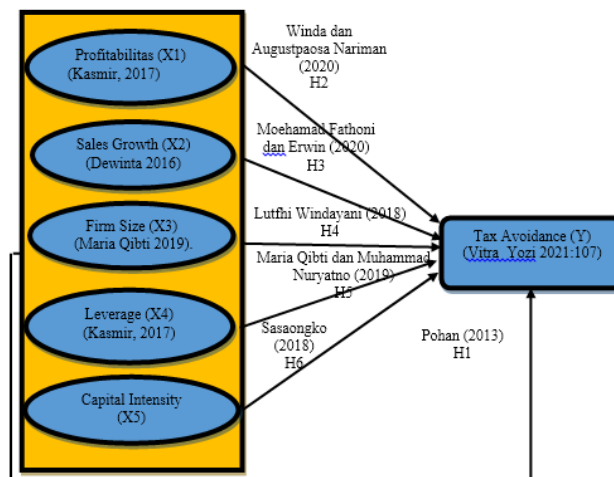 Profitabilitas (X1)
(Kasmir, 2017)
Sales Growth (X2)
(Dewinta 2016)
Firm Size (X3)
(Maria Qibti 2019).
Leverage (X4)
(Kasmir, 2017)
Capital Intensity
(X5)
Winda dan
Augustpaosa Nariman
(2020)
H2
Moehamad Fathoni
dan Erwin (2020)
H3
Lutfhi Windayani (2018)
H4
Maria Qibti dan Muhammad
Nuryatno (2019)
H5
Sasaongko
(2018)
H6
Tax Avoidance (Y)
(Vitra Yozi 2021:107)
Pohan (2013)
H1